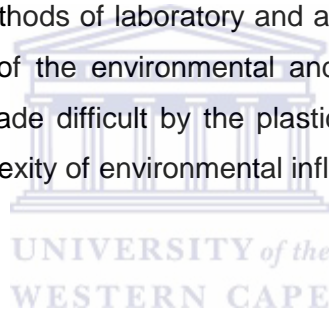 thods of laboratory and a
of the environmental and
ade difficult by the plastic
exity of environmental infl
UNIVERSITY of the
WESTERN CAPE